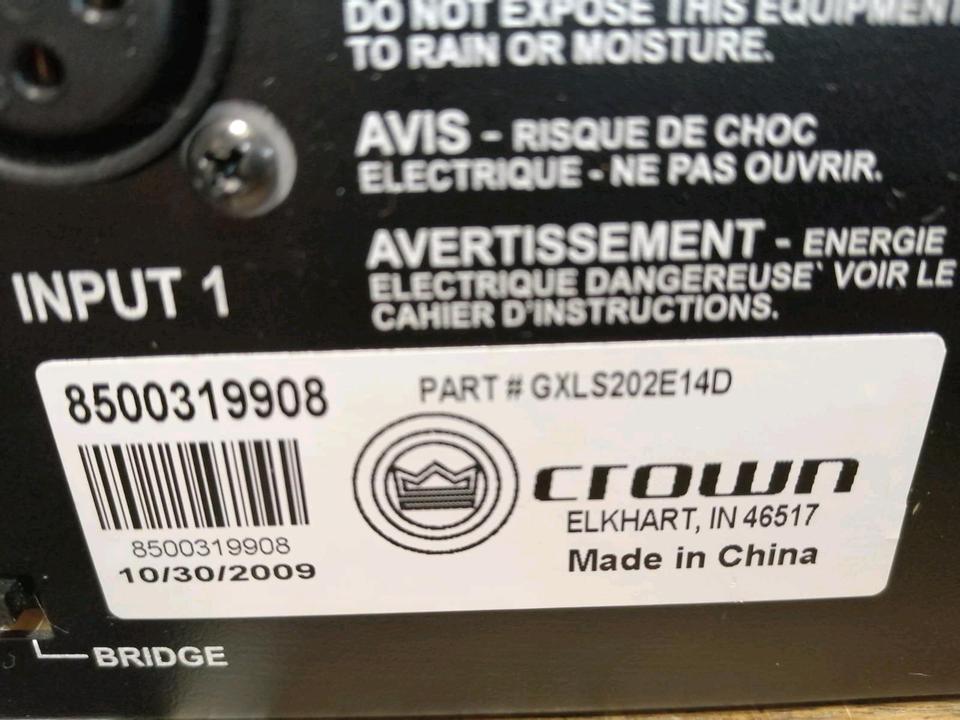 DO NOT EXPOSE THIS EQUIPMENT
TO RAIN OR MOISTURE.
AVIS - RISQUE DE CHOC
ELECTRIQUE - NE PAS OUVRIR.
AVERTISSEMENT - ENERGIE
ELECTRIQUE DANGEREUSE` VOIR LE
CAHIER D'INSTRUCTIONS.
INPUT 1
8500319908
PART # GXLS202E14D
crown
ELKHART, IN 46517
Made in China
8500319908
10/30/2009
BRIDGE